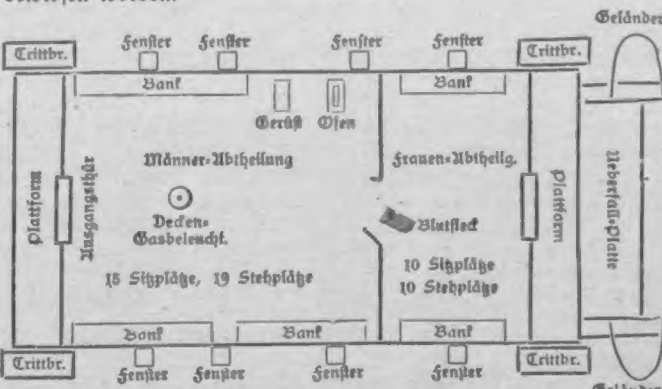 Geländer
Fenster Fenster Fenster Fenster
Trittbr. Trittbr.
Bank Bank
Gerüst Ofen
Männer-Abtheilung Frauen-Abtheilg.
Plattform
Ausgangsthür
Plattform
Ueberfall-Platte
Decken-
Gasbeleucht.
Blutfleck
15 Sitzplätze, 19 Stehplätze
10 Sitzplätze
10 Stehplätze
Bank Bank Bank
Trittbr. Trittbr.
Fenster Fenster Fenster Fenster
Geländer